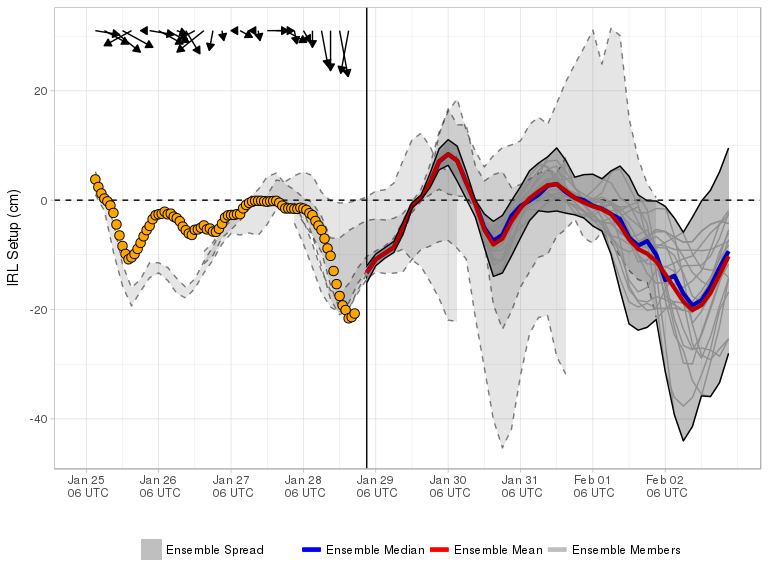 IRL Setup (cm)
20
0
-20
-40
Jan 25
06 UTC
Jan 26
06 UTC
Jan 27
06 UTC
Jan 28
06 UTC
Jan 29
06 UTC
Jan 30
06 UTC
Jan 31
06 UTC
Feb 01
06 UTC
Feb 02
06 UTC
Ensemble Spread
Ensemble Median
Ensemble Mean
Ensemble Members